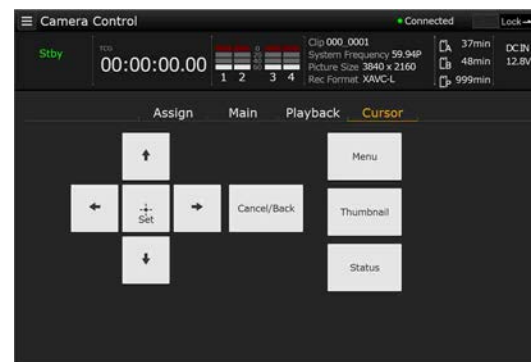 Camera Control
Connected
Lock
Stby
TCG
00:00:00.00
1 2 3 4
Clip 000_0001
System Frequency 59.94P
Picture Size 3840 x 2160
Rec Format XAVC-L
A 37min
B 48min
P 999min
DC IN
12.8V
Assign Main Playback Cursor
Menu
Set
Cancel/Back
Thumbnail
Status